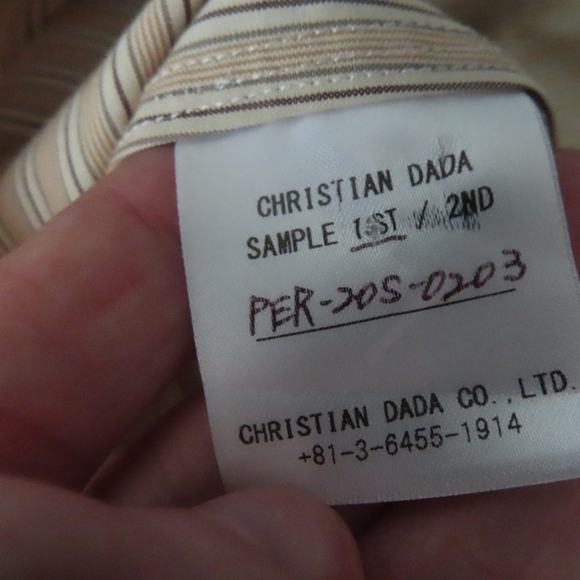 CHRISTIAN DADA
SAMPLE 1ST / 2ND
PER-20S-0203
CHRISTIAN DADA CO.,LTD.
+81-3-6455-1914